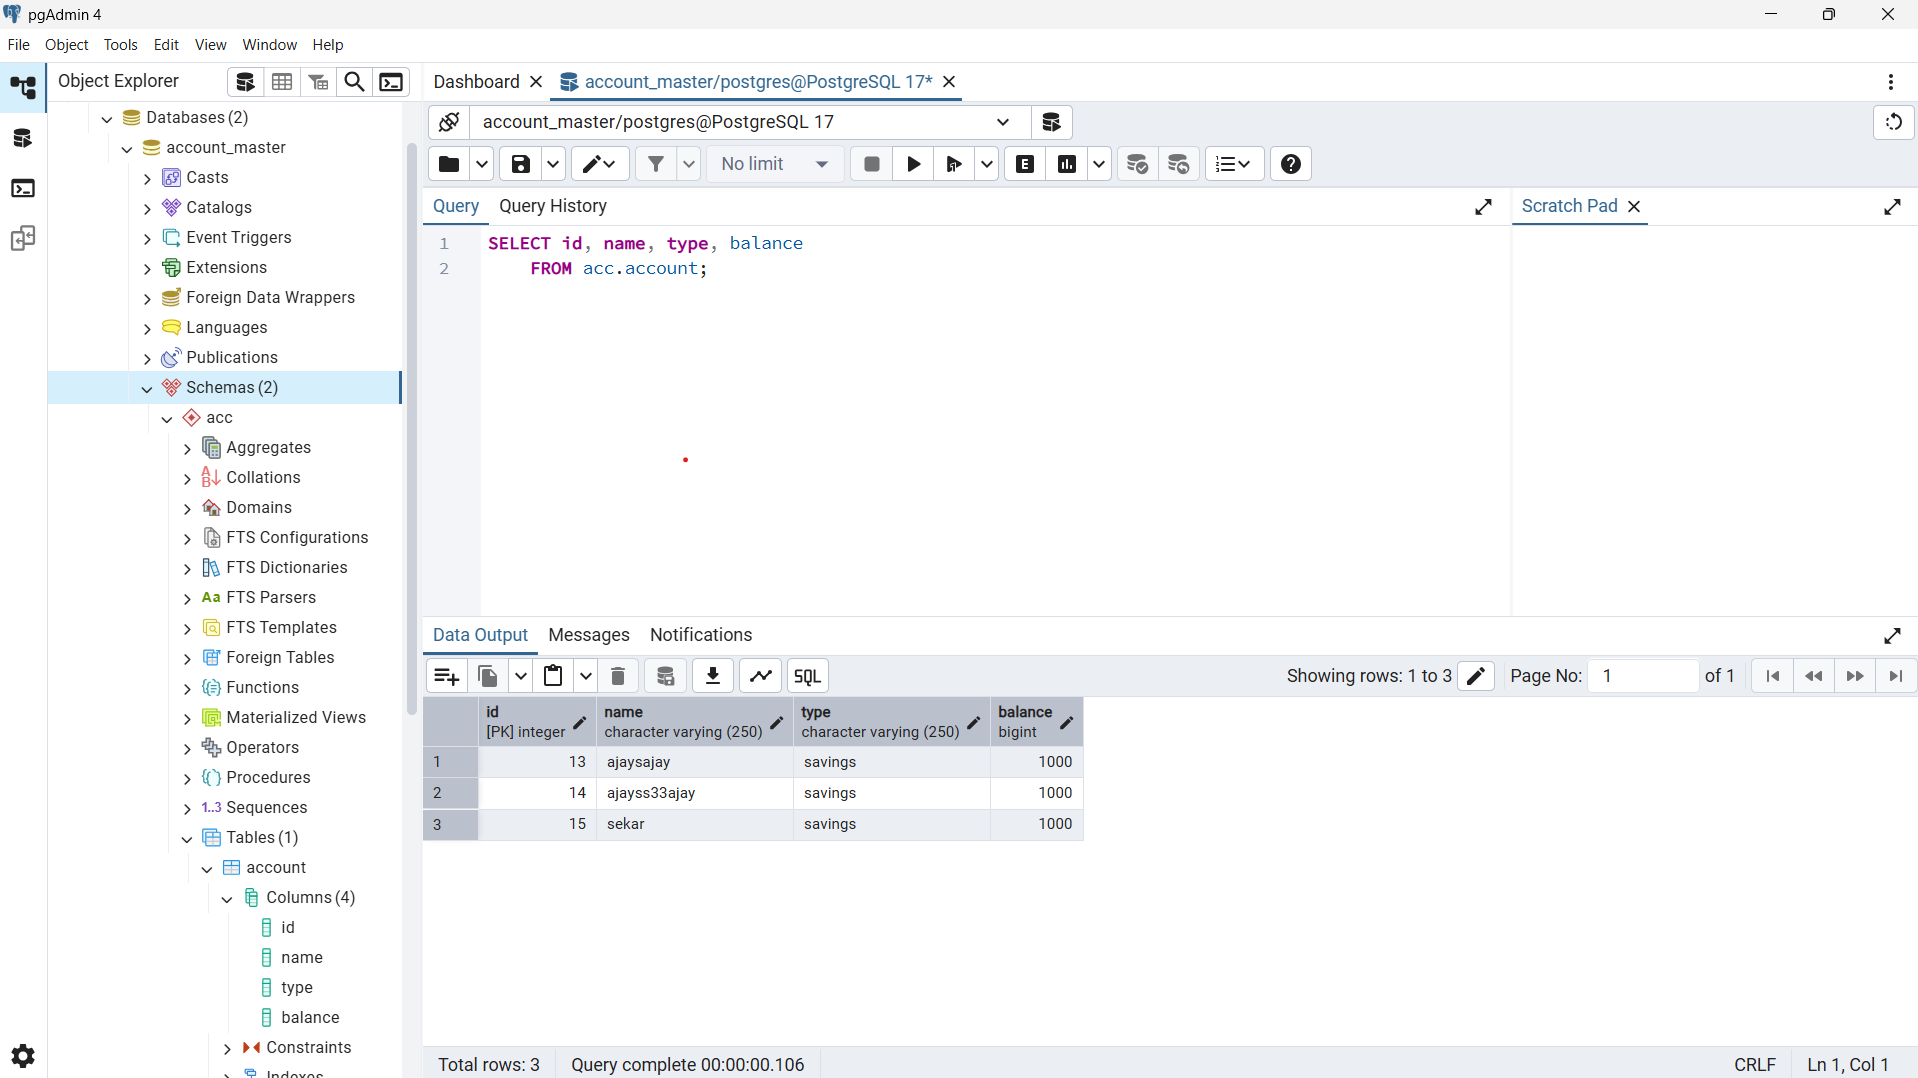 pgAdmin 4
File Object Tools Edit View Window Help
Object Explorer
Dashboard
account_master/postgres@PostgreSQL 17*
Databases (2)
account_master
Casts
Catalogs
Event Triggers
Extensions
Foreign Data Wrappers
Languages
Publications
Schemas (2)
acc
Aggregates
Collations
Domains
FTS Configurations
FTS Dictionaries
Aa FTS Parsers
FTS Templates
Foreign Tables
Functions
Materialized Views
Operators
Procedures
1..3 Sequences
Tables (1)
account
Columns (4)
id
name
type
balance
Constraints
Indexes
account_master/postgres@PostgreSQL 17
No limit
E
Query Query History
Scratch Pad
1 SELECT id, name, type, balance
2 FROM acc.account;
Data Output Messages Notifications
SQL
Showing rows: 1 to 3
Page No: 1 of 1
id name type balance
[PK] integer character varying (250) character varying (250) bigint
1 13 ajaysajay savings 1000
2 14 ajayss33ajay savings 1000
3 15 sekar savings 1000
Total rows: 3 Query complete 00:00:00.106 CRLF Ln 1, Col 1